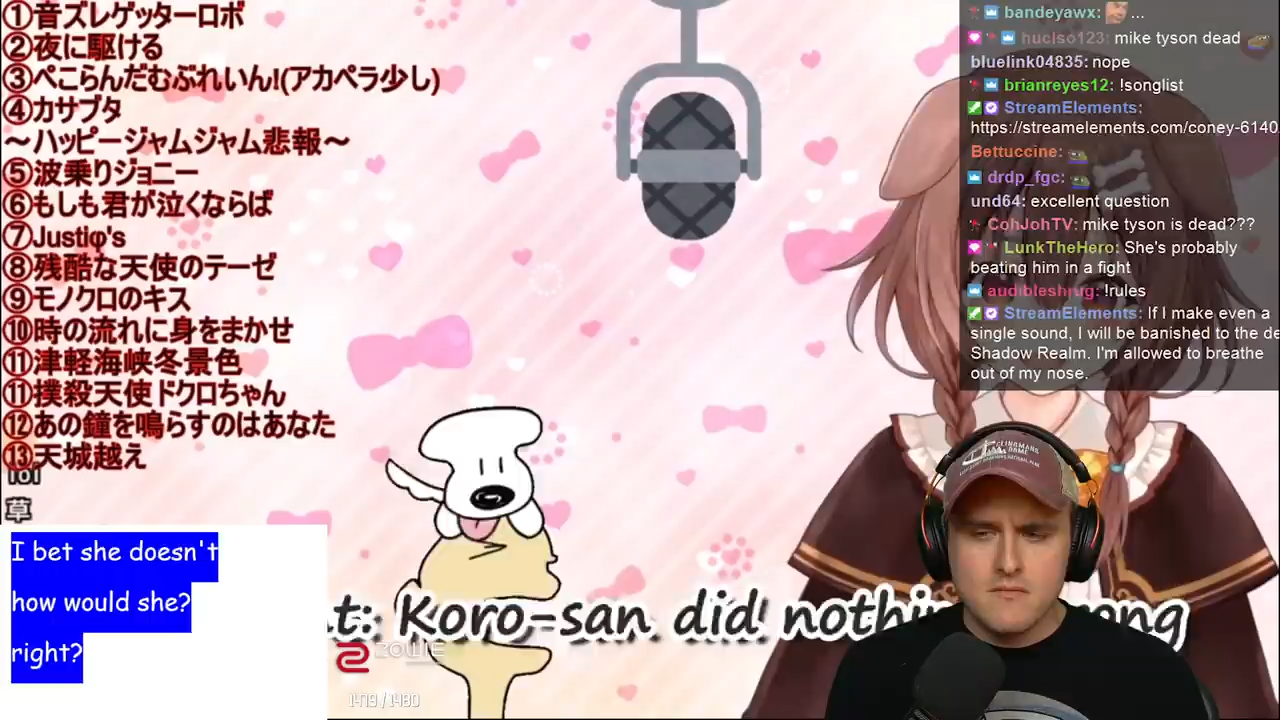 ①音ズレゲッターロボ
②夜に駆ける
③ぺこらんだむぶれいん!(アカペラ少し)
④カサブタ
～ハッピージャムジャム悲報～
⑤波乗りジョニー
⑥もしも君が泣くならば
⑦Justiφ's
⑧残酷な天使のテーゼ
⑨モノクロのキス
⑩時の流れに身をまかせ
⑪津軽海峡冬景色
⑪撲殺天使ドクロちゃん
⑫あの鐘を鳴らすのはあなた
⑬天城越え
lol
草
I bet she doesn't
how would she?
right?
t: Koro-san did nothin
ng
ZOWIE
1479/1480
CLINGMANS
DOME
bandeyawx: ...
huclso123: mike tyson dead
bluelink04835: nope
brianreyes12: !songlist
StreamElements:
https://streamelements.com/coney-6140
Bettuccine:
drdp_fgc:
und64: excellent question
CohJohTV: mike tyson is dead???
LunkTheHero: She's probably
beating him in a fight
audibleshrug: !rules
StreamElements: If I make even a
single sound, I will be banished to the de
Shadow Realm. I'm allowed to breathe
out of my nose.